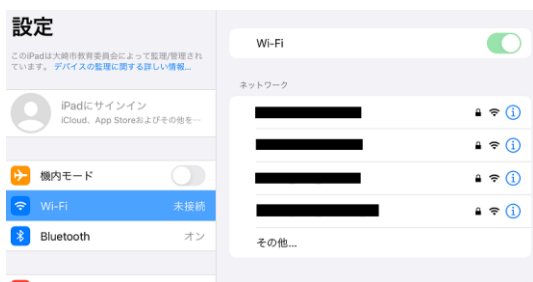 設定
このiPadは大崎市教育委員会によって監理/管理され
ています。デバイスの監理に関する詳しい情報...
iPadにサインイン
iCloud、App Storeおよびその他を…
機内モード
Wi-Fi 未接続
Bluetooth オン
Wi-Fi
ネットワーク
その他...